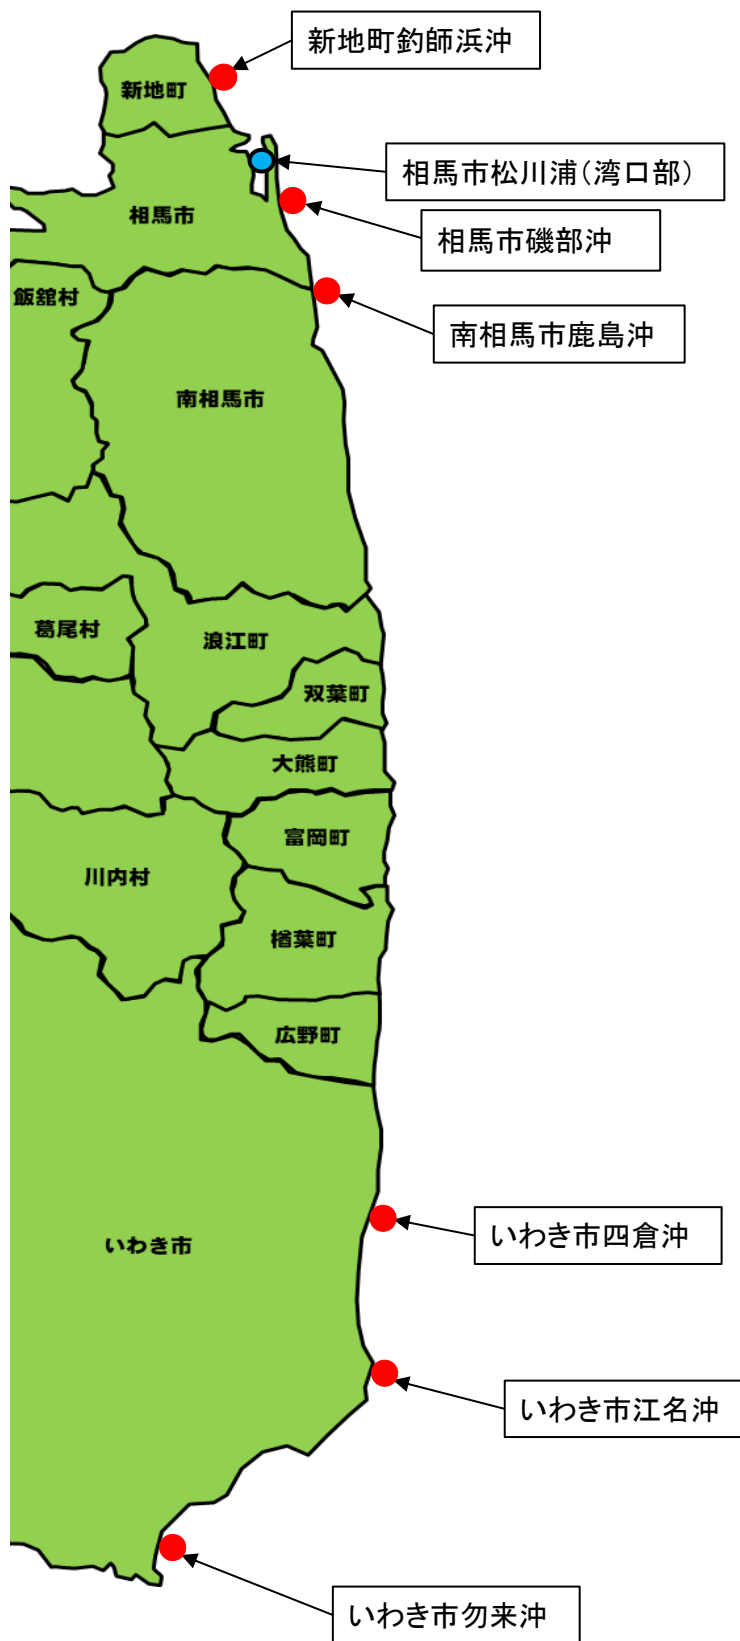 新地町釣師浜沖
新地町
相馬市松川浦（湾口部）
相馬市
相馬市磯部沖
飯舘村
南相馬市鹿島沖
南相馬市
葛尾村
浪江町
双葉町
大熊町
富岡町
川内村
楢葉町
広野町
いわき市四倉沖
いわき市
いわき市江名沖
いわき市勿来沖